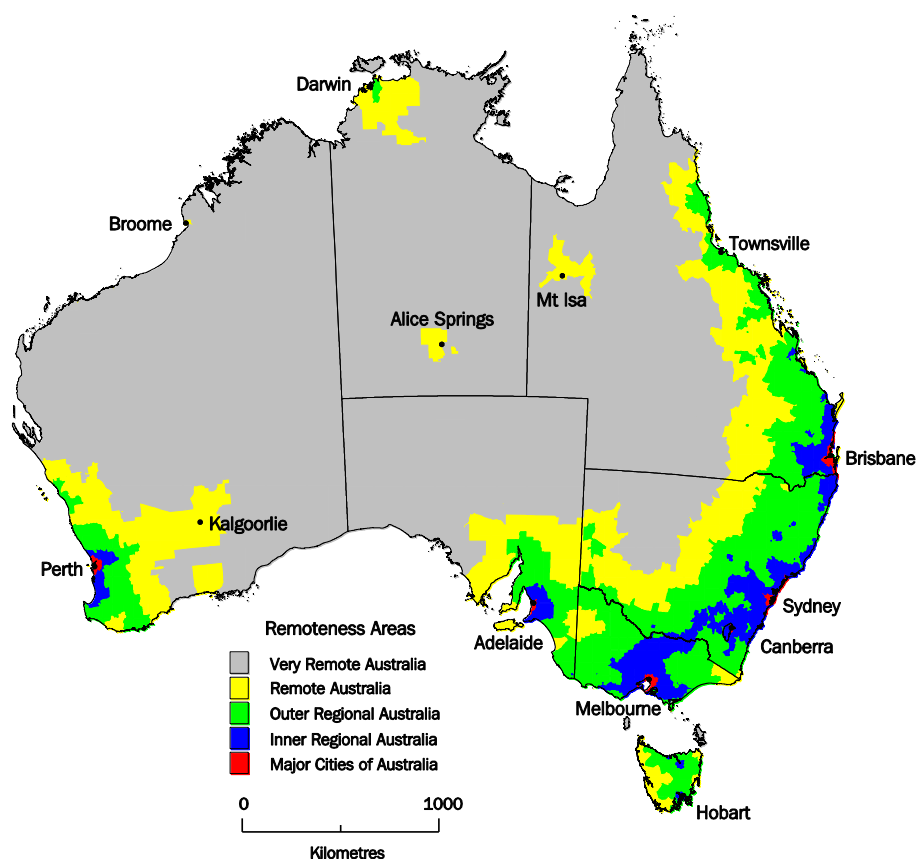 Darwin
Broome
Townsville
Mt Isa
Alice Springs
Brisbane
Kalgoorlie
Perth
Sydney
Adelaide
Canberra
Melbourne
Hobart
Remoteness Areas
Very Remote Australia
Remote Australia
Outer Regional Australia
Inner Regional Australia
Major Cities of Australia
0 1000
Kilometres